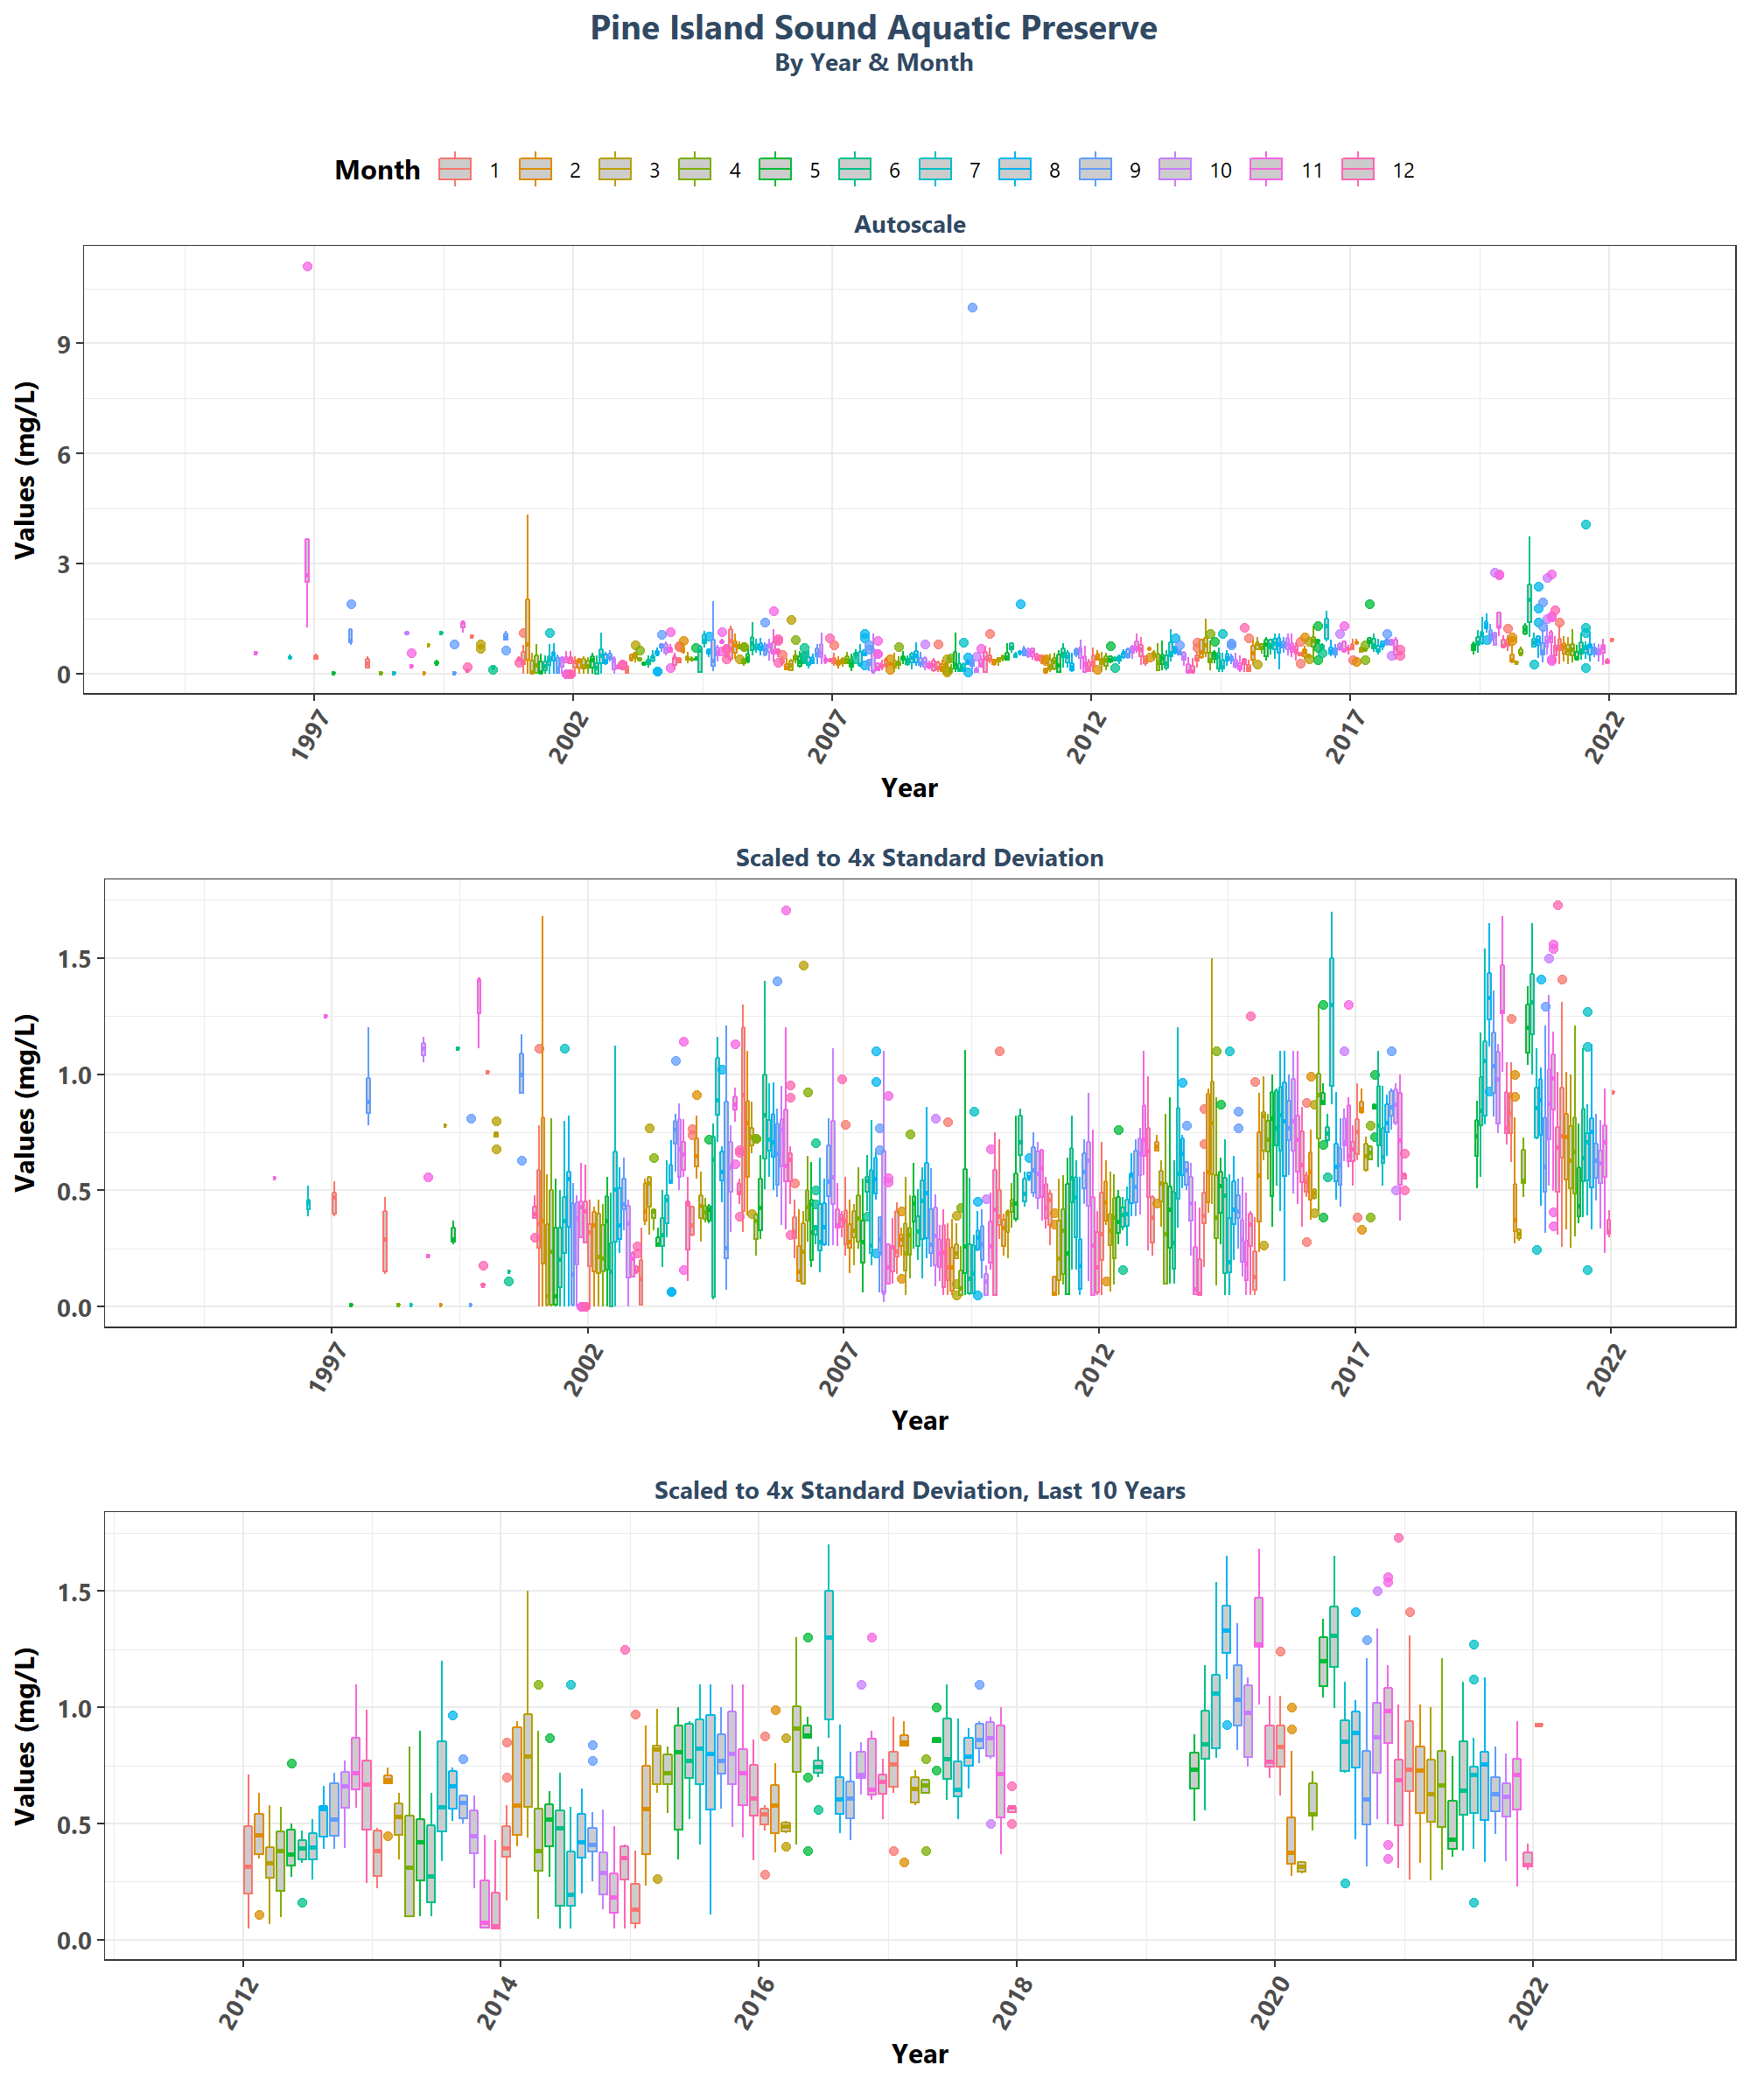 Pine Island Sound Aquatic Preserve
By Year & Month
Month 1 2 3 4 5 6 7 8 9 10 11 12
Autoscale
Values (mg/L)
9
6
3
0
1997 2002 2007 2012 2017 2022
Year
Scaled to 4x Standard Deviation
Values (mg/L)
1.5
1.0
0.5
0.0
1997 2002 2007 2012 2017 2022
Year
Scaled to 4x Standard Deviation, Last 10 Years
Values (mg/L)
1.5
1.0
0.5
0.0
2012 2014 2016 2018 2020 2022
Year